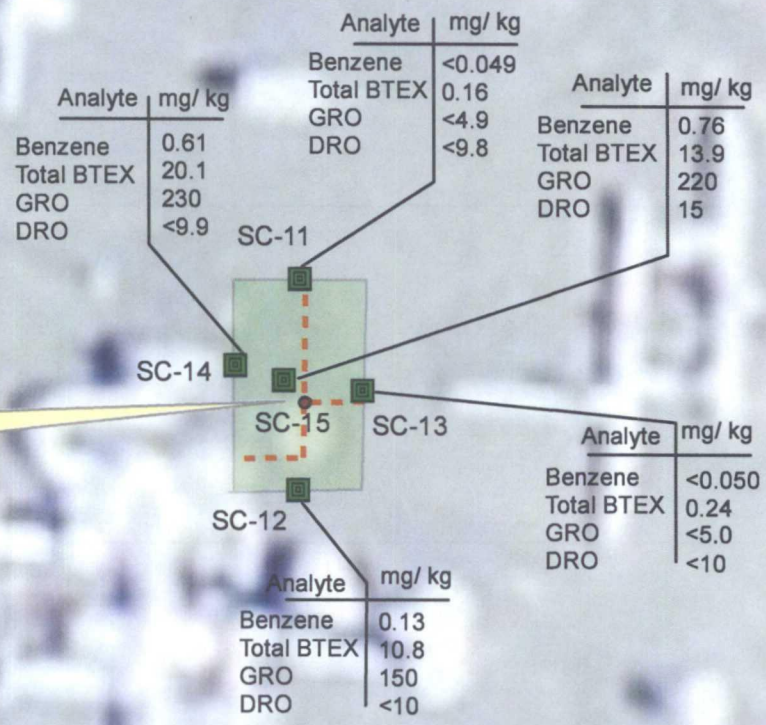 Analyte mg/ kg
Benzene <0.049
Total BTEX 0.16
GRO <4.9
DRO <9.8
Analyte mg/ kg
Benzene 0.61
Total BTEX 20.1
GRO 230
DRO <9.9
Analyte mg/ kg
Benzene 0.76
Total BTEX 13.9
GRO 220
DRO 15
SC-11
SC-14
SC-15
SC-13
SC-12
Analyte mg/ kg
Benzene <0.050
Total BTEX 0.24
GRO <5.0
DRO <10
Analyte mg/ kg
Benzene 0.13
Total BTEX 10.8
GRO 150
DRO <10